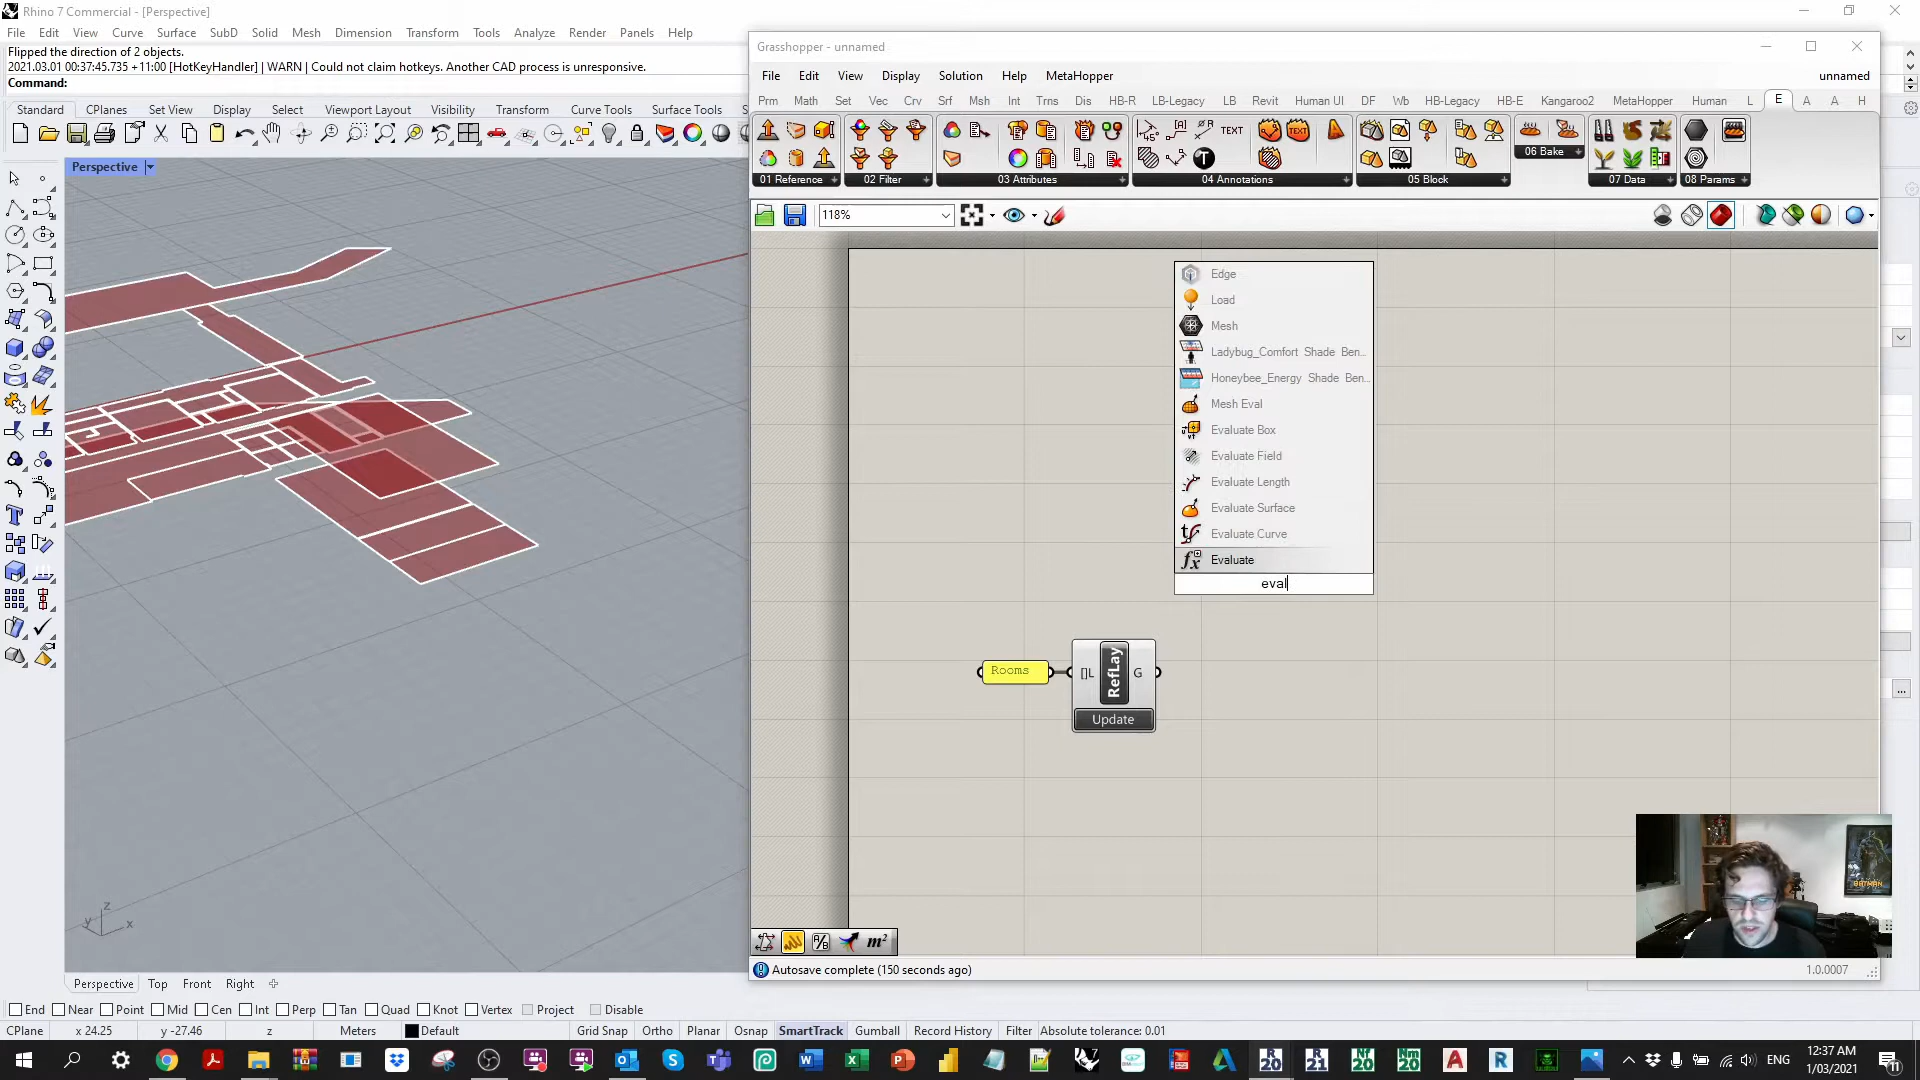 Rhino 7 Commercial - [Perspective]
File Edit View Curve Surface SubD Solid Mesh Dimension Transform Tools Analyze Render Panels Help
Flipped the direction of 2 objects.
2021.03.01 00:37:45.735 +11:00 [HotKeyHandler] | WARN | Could not claim hotkeys. Another CAD process is unresponsive.
Command:
Standard CPlanes Set View Display Select Viewport Layout Visibility Transform Curve Tools Surface Tools S
Perspective
Grasshopper - unnamed
File Edit View Display Solution Help MetaHopper unnamed
Prm Math Set Vec Crv Srf Msh Int Trns Dis HB-R LB-Legacy LB Revit Human UI DF Wb HB-Legacy HB-E Kangaroo2 MetaHopper Human L E A A H
TEXT TEXT T
01 Reference 02 Filter 03 Attributes 04 Annotations 05 Block 06 Bake 07 Data 08 Params
118%
Edge
Load
Mesh
Ladybug_Comfort Shade Ben...
Honeybee_Energy Shade Ben...
Mesh Eval
Evaluate Box
Evaluate Field
Evaluate Length
Evaluate Surface
Evaluate Curve
Evaluate
eval
Rooms
[]L RefLay G
Update
BATMAN
z
y x
m²
Autosave complete (150 seconds ago) 1.0.0007
Perspective Top Front Right
End Near Point Mid Cen Int Perp Tan Quad Knot Vertex Project Disable
CPlane x 24.25 y -27.46 z Meters Default Grid Snap Ortho Planar Osnap SmartTrack Gumball Record History Filter Absolute tolerance: 0.01
ENG
12:37 AM
1/03/2021